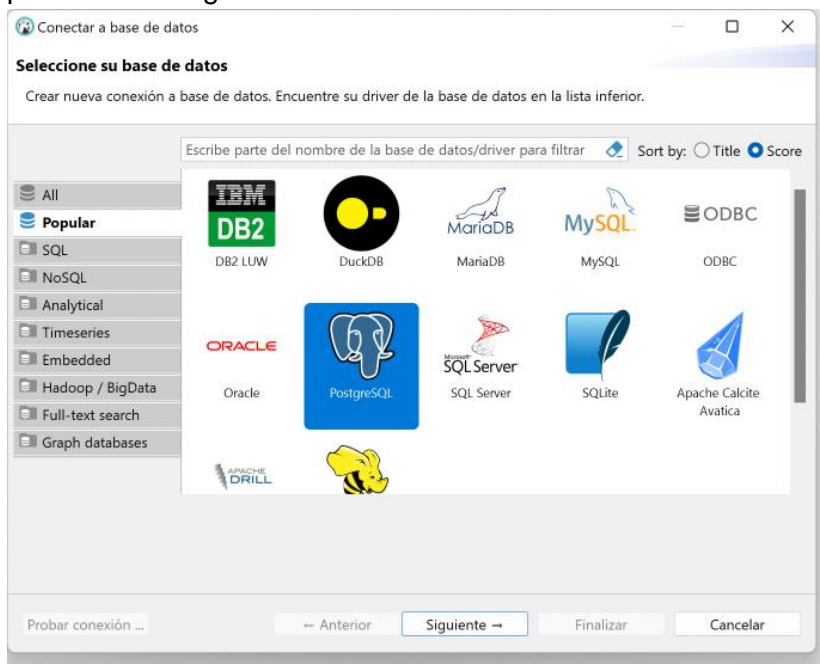 Conectar a base de datos
Seleccione su base de datos
Crear nueva conexión a base de datos. Encuentre su driver de la base de datos en la lista inferior.
Escribe parte del nombre de la base de datos/driver para filtrar
Sort by: Title Score
All
Popular
SQL
NoSQL
Analytical
Timeseries
Embedded
Hadoop / BigData
Full-text search
Graph databases
IBM
DB2
DB2 LUW
DuckDB
MariaDB
MariaDB
MySQL
MySQL
ODBC
ODBC
ORACLE
Oracle
PostgreSQL
Microsoft
SQL Server
SQL Server
SQLite
Apache Calcite
Avatica
APACHE
DRILL
Probar conexión ...
← Anterior
Siguiente →
Finalizar
Cancelar